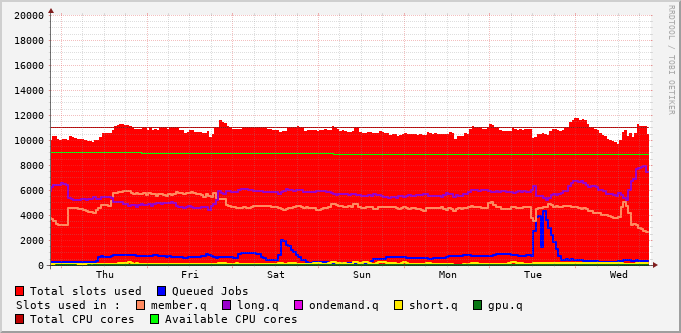 20000
18000
16000
14000
12000
10000
8000
6000
4000
2000
0
Thu Fri Sat Sun Mon Tue Wed
RRDTOOL / TOBI OETIKER
Total slots used Queued Jobs
Slots used in : member.q long.q ondemand.q short.q gpu.q
Total CPU cores Available CPU cores